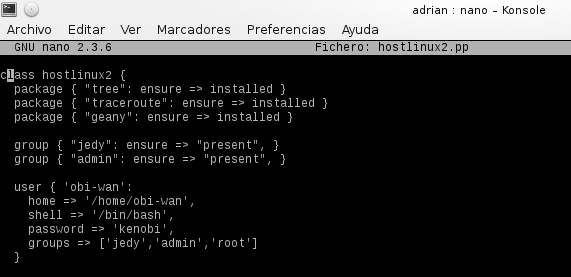 adrian : nano – Konsole
Archivo Editar Ver Marcadores Preferencias Ayuda
GNU nano 2.3.6 Fichero: hostlinux2.pp
class hostlinux2 {
  package { "tree": ensure => installed }
  package { "traceroute": ensure => installed }
  package { "geany": ensure => installed }

  group { "jedy": ensure => "present", }
  group { "admin": ensure => "present", }

  user { 'obi-wan':
    home => '/home/obi-wan',
    shell => '/bin/bash',
    password => 'kenobi',
    groups => ['jedy','admin','root']
  }